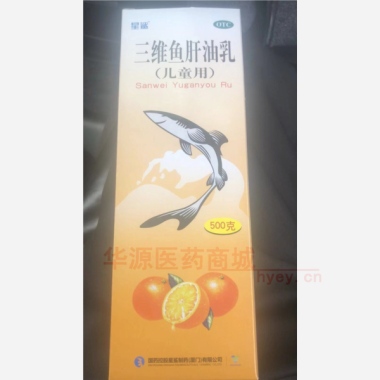 星鲨
OTC
三维鱼肝油乳
(儿童用)
Sanwei Yuganyou Ru
500克
华源医药商城
hyey.cn